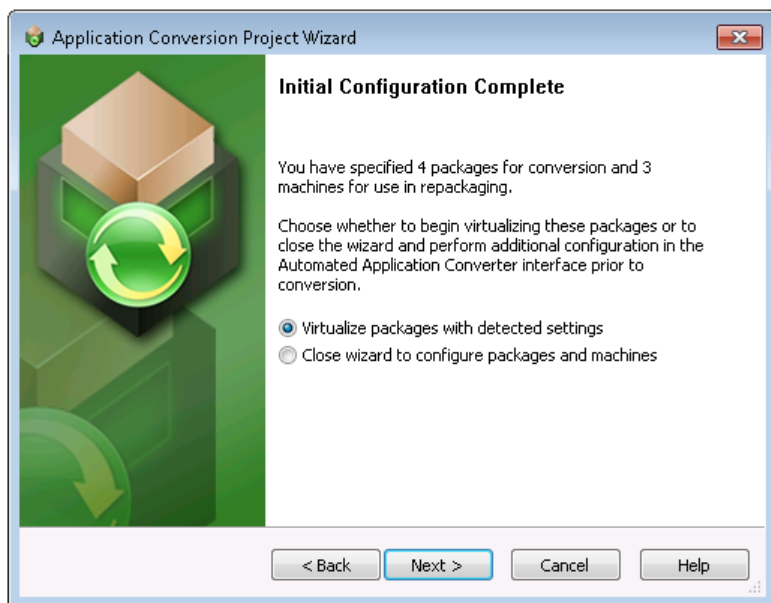 Application Conversion Project Wizard
Initial Configuration Complete
You have specified 4 packages for conversion and 3
machines for use in repackaging.
Choose whether to begin virtualizing these packages or to
close the wizard and perform additional configuration in the
Automated Application Converter interface prior to
conversion.
Virtualize packages with detected settings
Close wizard to configure packages and machines
< Back
Next >
Cancel
Help